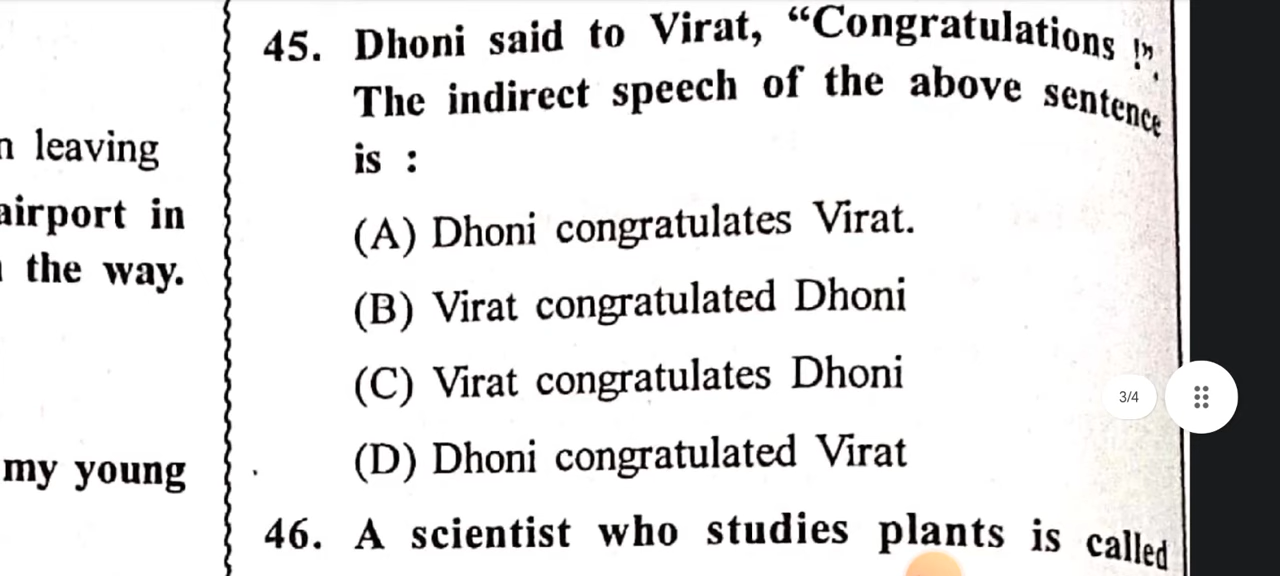 n leaving
airport in
the way.
my young
45. Dhoni said to Virat, “Congratulations !”.
The indirect speech of the above sentence
is :
(A) Dhoni congratulates Virat.
(B) Virat congratulated Dhoni
(C) Virat congratulates Dhoni
(D) Dhoni congratulated Virat
46. A scientist who studies plants is called
3/4